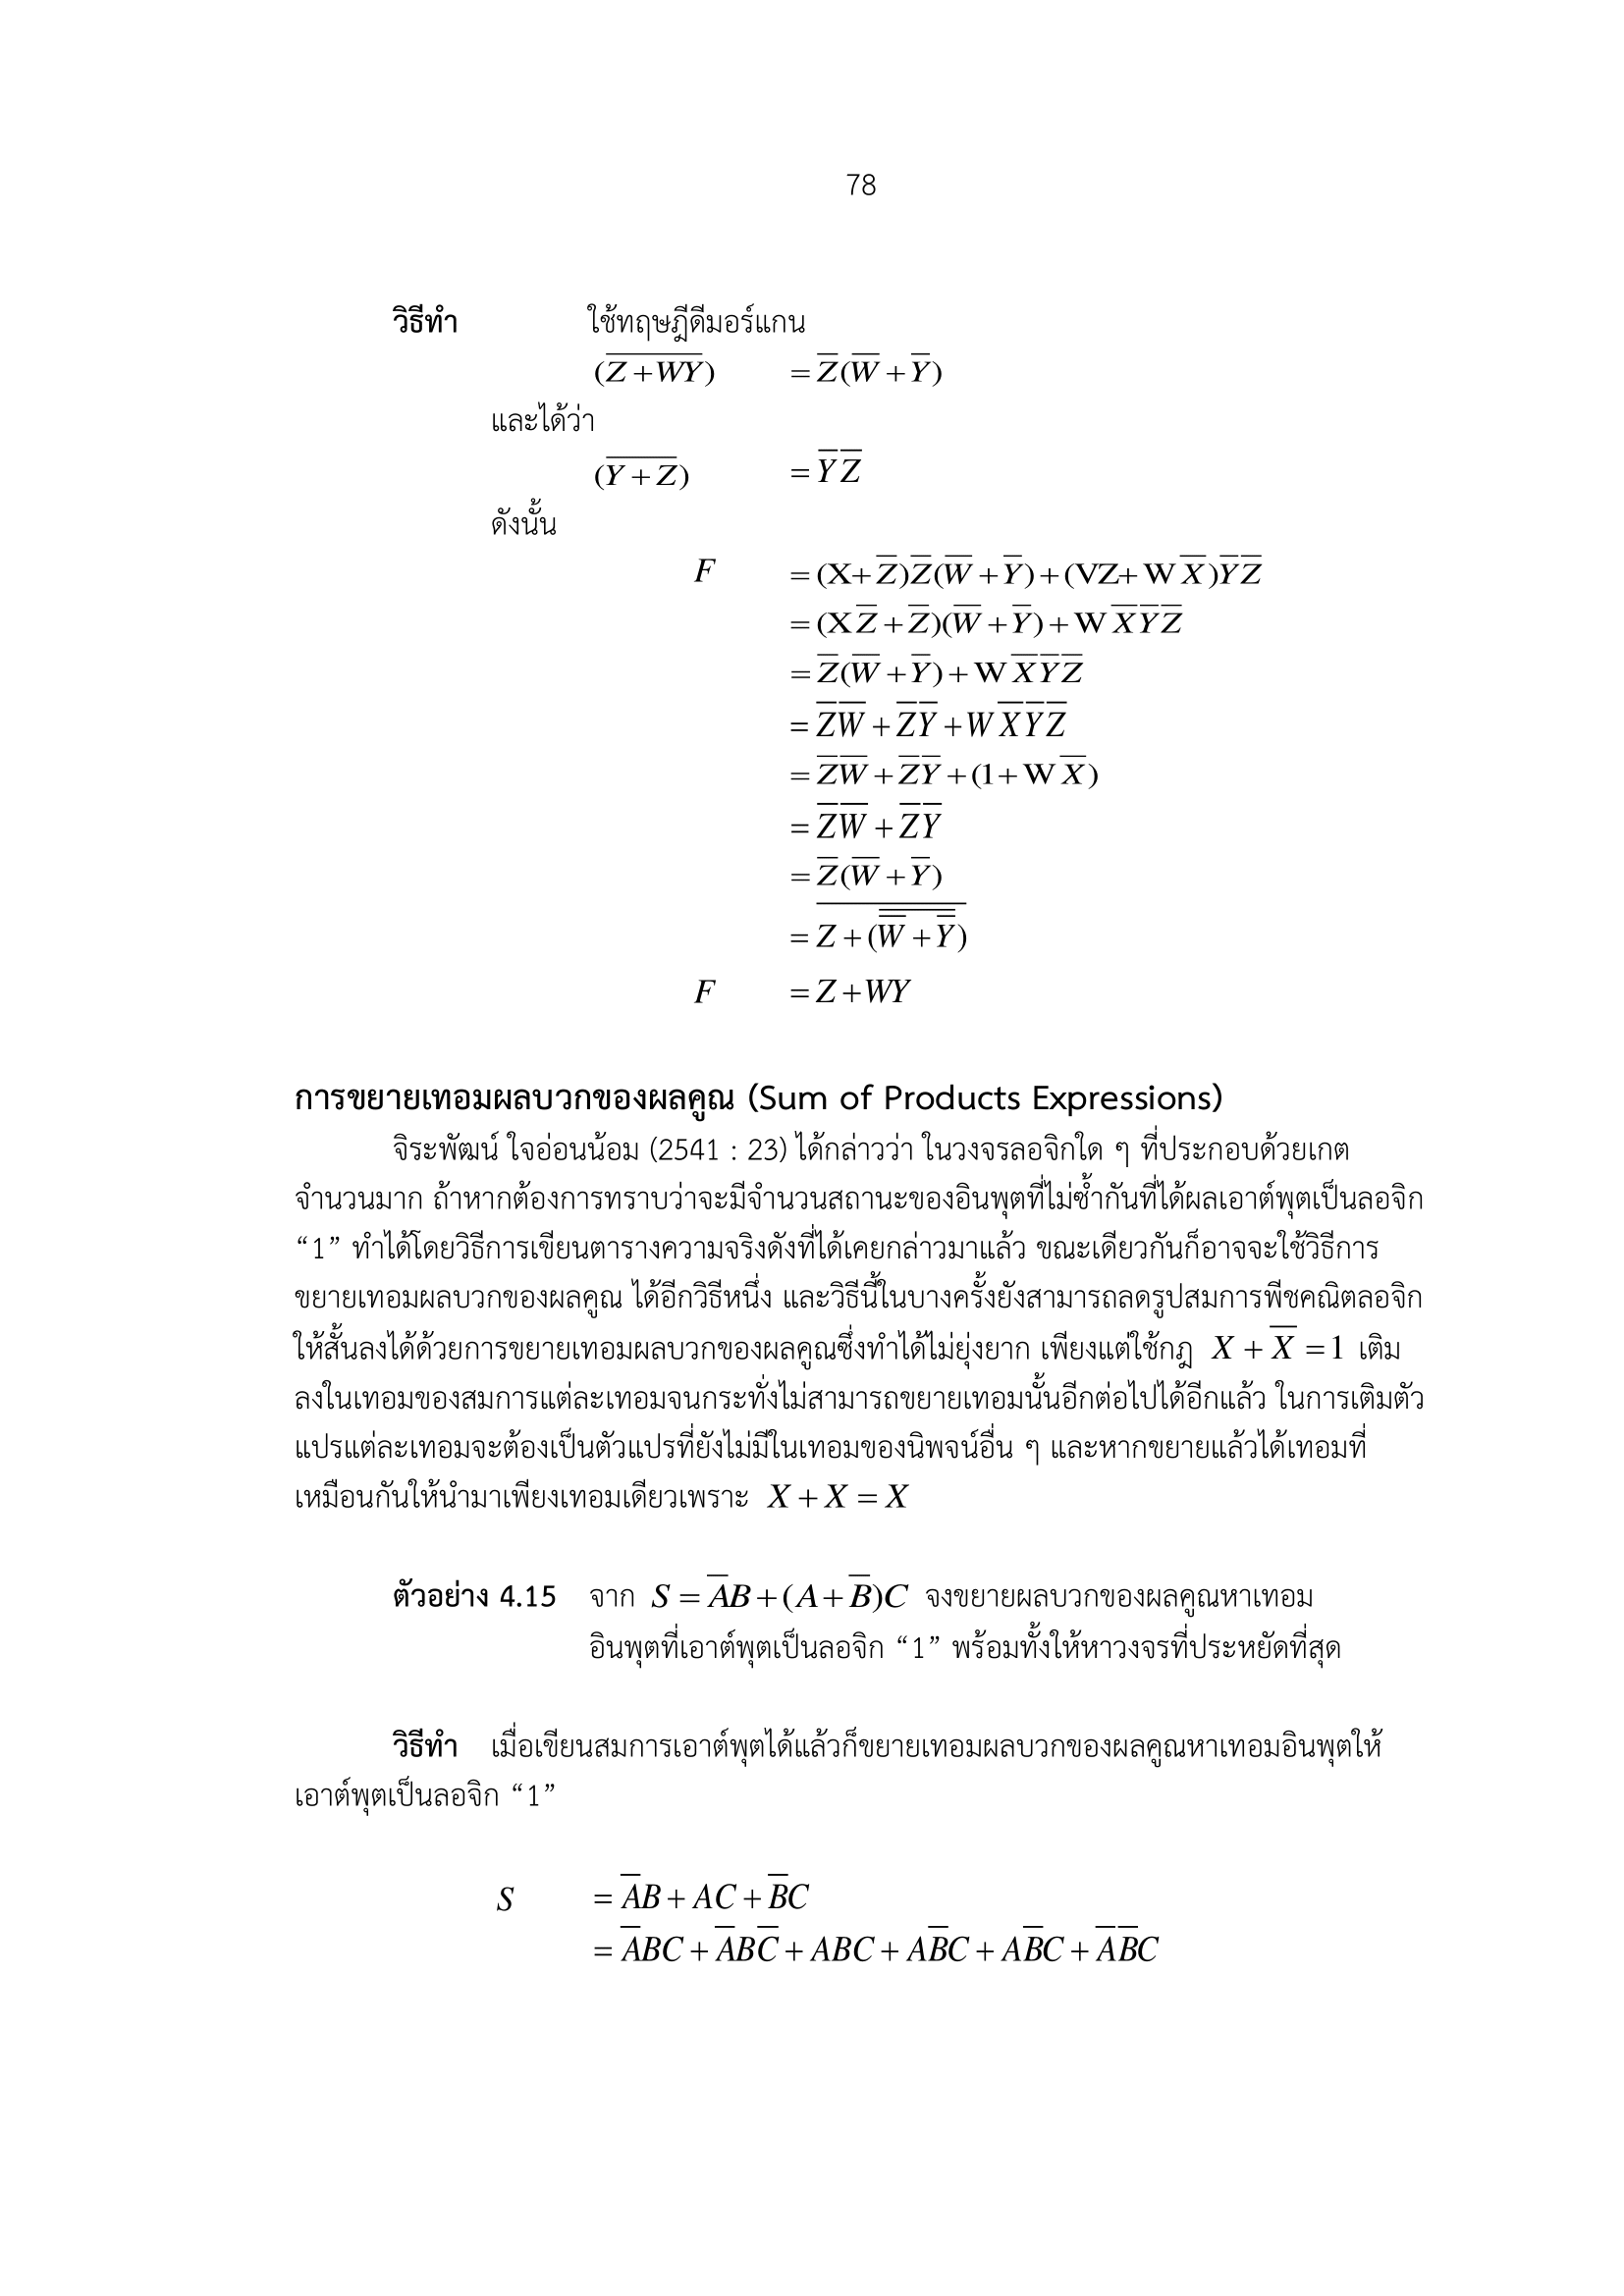 78
วิธีทำ ใช้ทฤษฎีดีมอร์แกน
$(\overline{Z+WY})$ $=\overline{Z}(\overline{W}+\overline{Y})$
และได้ว่า
$(\overline{Y+Z})$ $=\overline{Y}\,\overline{Z}$
ดังนั้น
$F$ $=(X+\overline{Z})\overline{Z}(\overline{W}+\overline{Y})+(VZ+W\overline{X})\overline{Y}\,\overline{Z}$
$=(X\overline{Z}+\overline{Z})(\overline{W}+\overline{Y})+W\overline{X}\,\overline{Y}\,\overline{Z}$
$=\overline{Z}(\overline{W}+\overline{Y})+W\overline{X}\,\overline{Y}\,\overline{Z}$
$=\overline{Z}\,\overline{W}+\overline{Z}\,\overline{Y}+W\overline{X}\,\overline{Y}\,\overline{Z}$
$=\overline{Z}\,\overline{W}+\overline{Z}\,\overline{Y}+(1+W\overline{X})$
$=\overline{Z}\,\overline{W}+\overline{Z}\,\overline{Y}$
$=\overline{Z}(\overline{W}+\overline{Y})$
$=\overline{Z+(\overline{\overline{\overline{W}+\overline{Y}}})}$
$F$ $=Z+WY$
การขยายเทอมผลบวกของผลคูณ (Sum of Products Expressions)
จิระพัฒน์ ใจอ่อนน้อม (2541 : 23) ได้กล่าวว่า ในวงจรลอจิกใด ๆ ที่ประกอบด้วยเกต
จำนวนมาก ถ้าหากต้องการทราบว่าจะมีจำนวนสถานะของอินพุตที่ไม่ซ้ำกันที่ได้ผลเอาต์พุตเป็นลอจิก
“1” ทำได้โดยวิธีการเขียนตารางความจริงดังที่ได้เคยกล่าวมาแล้ว ขณะเดียวกันก็อาจจะใช้วิธีการ
ขยายเทอมผลบวกของผลคูณ ได้อีกวิธีหนึ่ง และวิธีนี้ในบางครั้งยังสามารถลดรูปสมการพีชคณิตลอจิก
ให้สั้นลงได้ด้วยการขยายเทอมผลบวกของผลคูณซึ่งทำได้ไม่ยุ่งยาก เพียงแต่ใช้กฎ $X+\overline{X}=1$ เติม
ลงในเทอมของสมการแต่ละเทอมจนกระทั่งไม่สามารถขยายเทอมนั้นอีกต่อไปได้อีกแล้ว ในการเติมตัว
แปรแต่ละเทอมจะต้องเป็นตัวแปรที่ยังไม่มีในเทอมของนิพจน์อื่น ๆ และหากขยายแล้วได้เทอมที่
เหมือนกันให้นำมาเพียงเทอมเดียวเพราะ $X+X=X$
ตัวอย่าง 4.15 จาก $S=\overline{A}B+(A+\overline{B})C$ จงขยายผลบวกของผลคูณหาเทอม
อินพุตที่เอาต์พุตเป็นลอจิก “1” พร้อมทั้งให้หาวงจรที่ประหยัดที่สุด
วิธีทำ เมื่อเขียนสมการเอาต์พุตได้แล้วก็ขยายเทอมผลบวกของผลคูณหาเทอมอินพุตให้
เอาต์พุตเป็นลอจิก “1”
$S$ $=\overline{A}B+AC+\overline{B}C$
$=\overline{A}BC+\overline{A}B\overline{C}+ABC+A\overline{B}C+A\overline{B}C+\overline{A}\,\overline{B}C$